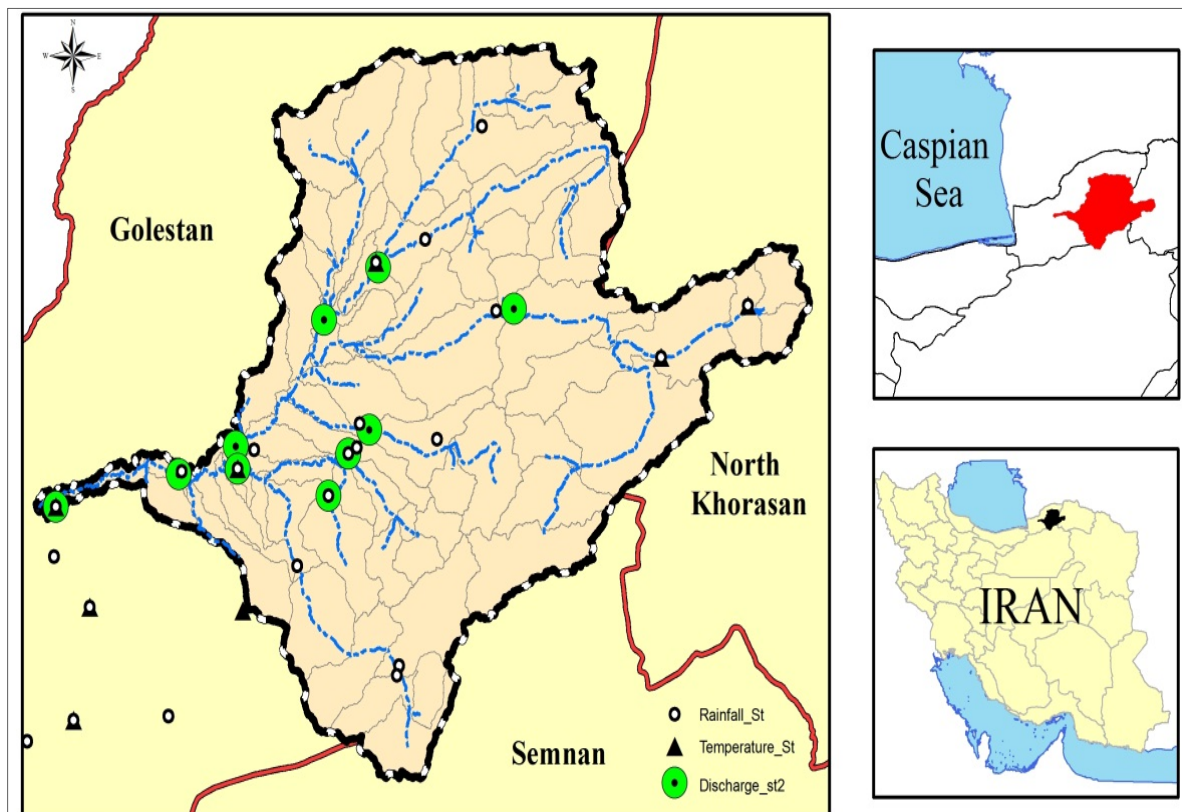 N
W E
S
Golestan
North
Khorasan
Semnan
Rainfall_St
Temperature_St
Discharge_st2
Caspian
Sea
IRAN